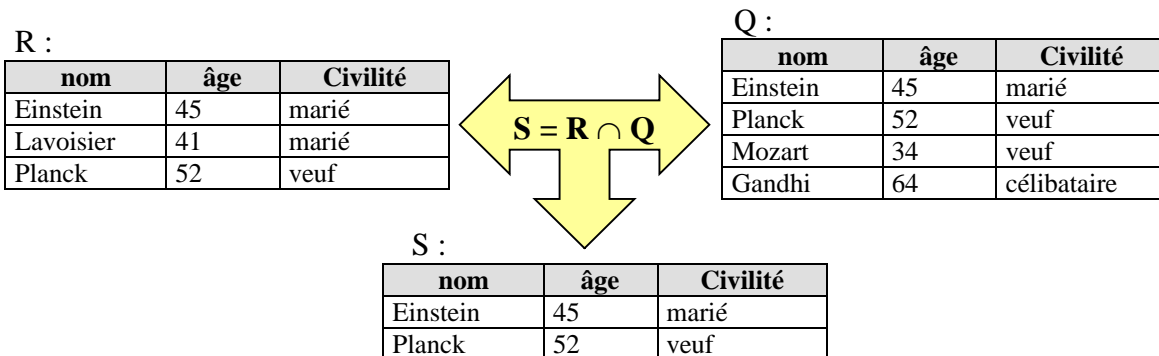 R :
nom âge Civilité
Einstein 45 marié
Lavoisier 41 marié
Planck 52 veuf
S = R ∩ Q
Q :
nom âge Civilité
Einstein 45 marié
Planck 52 veuf
Mozart 34 veuf
Gandhi 64 célibataire
S :
nom âge Civilité
Einstein 45 marié
Planck 52 veuf